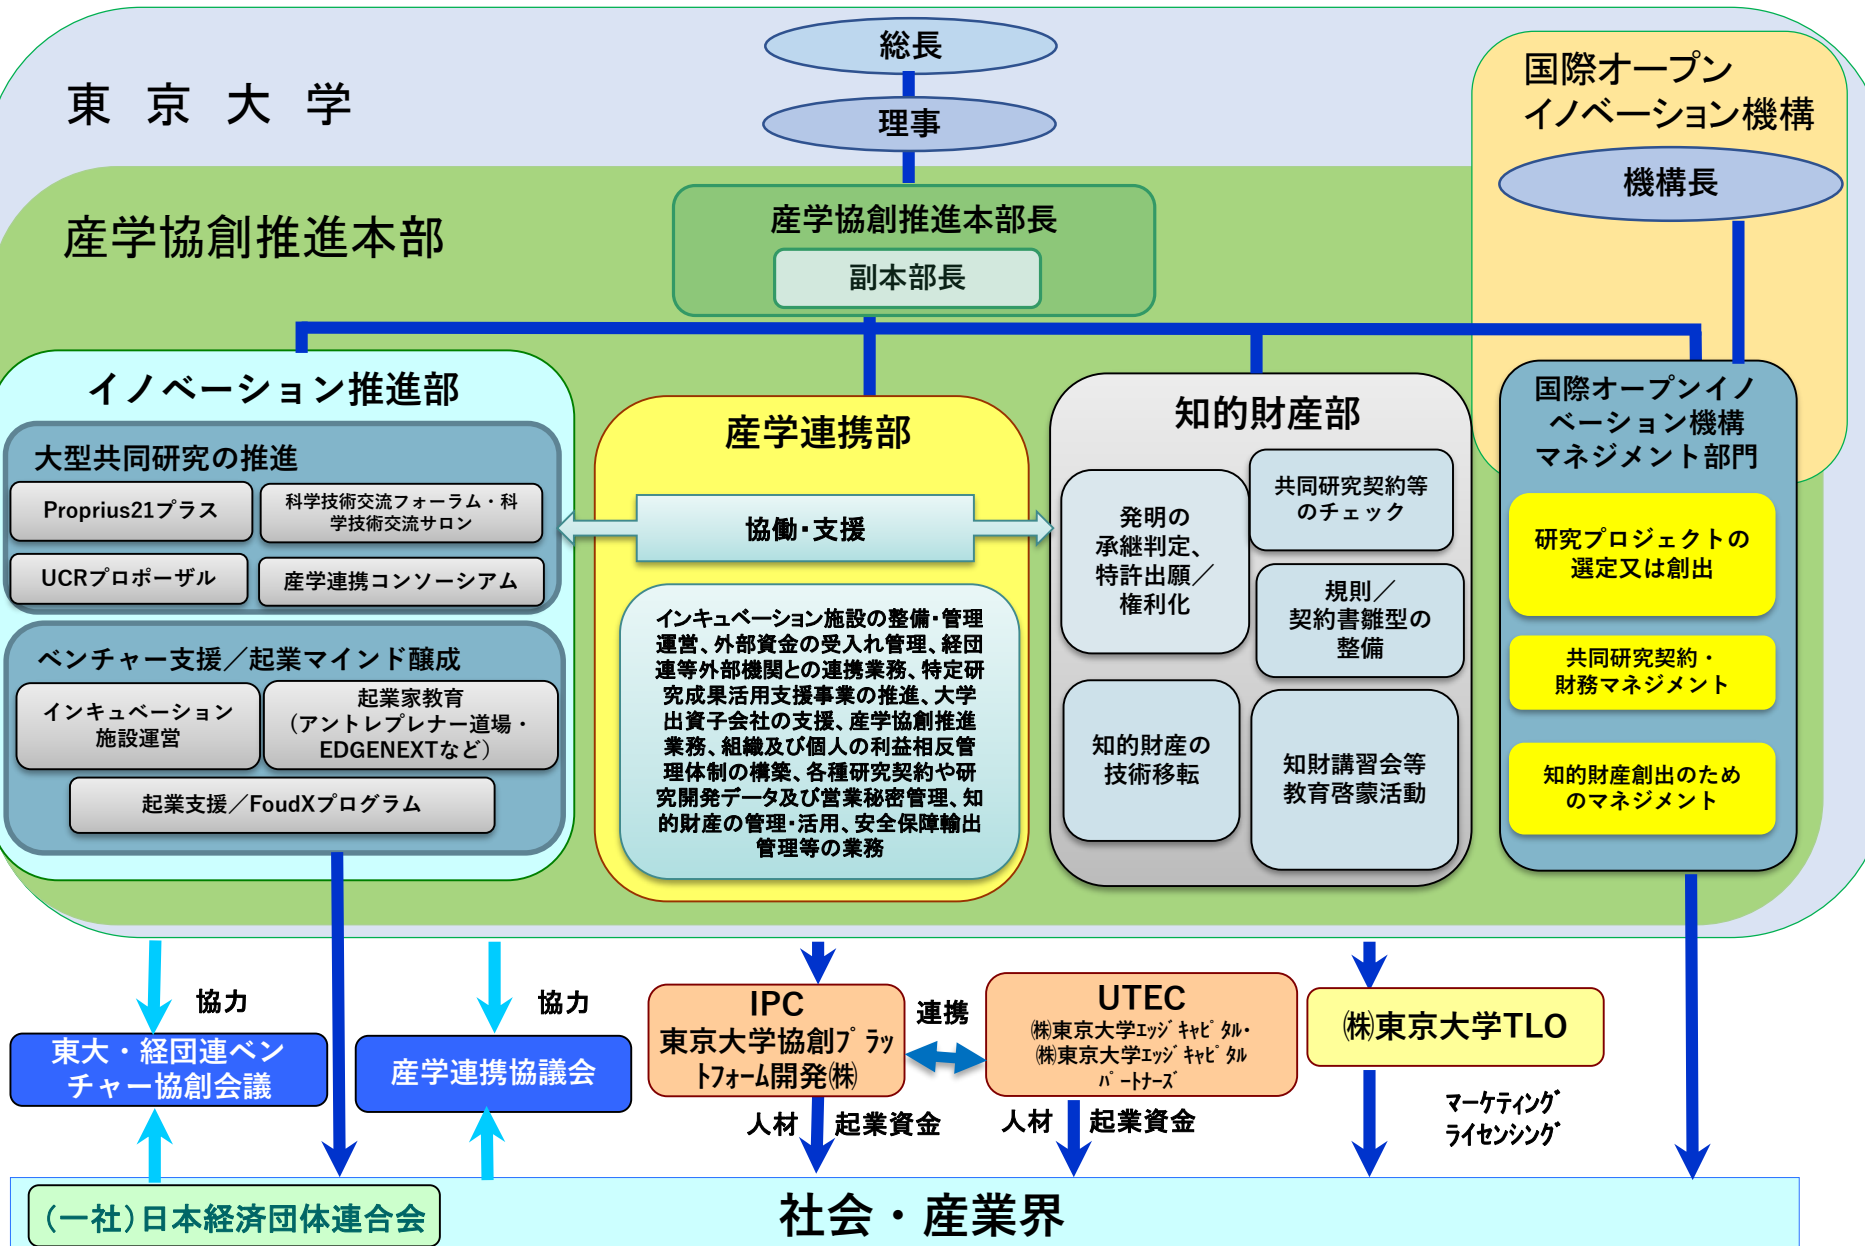 総長
理事
東京大学
国際オープン
イノベーション機構
機構長
産学協創推進本部
産学協創推進本部長
副本部長
イノベーション推進部
大型共同研究の推進
Proprius21プラス
科学技術交流フォーラム・科
学技術交流サロン
UCRプロポーザル
産学連携コンソーシアム
ベンチャー支援／起業マインド醸成
インキュベーション
施設運営
起業家教育
（アントレプレナー道場・
EDGENEXTなど）
起業支援／FoudXプログラム
産学連携部
協働・支援
インキュベーション施設の整備・管理
運営、外部資金の受入れ管理、経団
連等外部機関との連携業務、特定研
究成果活用支援事業の推進、大学
出資子会社の支援、産学協創推進
業務、組織及び個人の利益相反管
理体制の構築、各種研究契約や研
究開発データ及び営業秘密管理、知
的財産の管理・活用、安全保障輸出
管理等の業務
知的財産部
発明の
承継判定、
特許出願／
権利化
共同研究契約等
のチェック
規則／
契約書雛型の
整備
知的財産の
技術移転
知財講習会等
教育啓蒙活動
国際オープンイノ
ベーション機構
マネジメント部門
研究プロジェクトの
選定又は創出
共同研究契約・
財務マネジメント
知的財産創出のため
のマネジメント
協力
協力
東大・経団連ベン
チャー協創会議
産学連携協議会
IPC
東京大学協創ﾌﾟﾗｯ
ﾄﾌｫｰﾑ開発㈱
連携
UTEC
㈱東京大学ｴｯｼﾞｷｬﾋﾟﾀﾙ・
㈱東京大学ｴｯｼﾞｷｬﾋﾟﾀﾙ
ﾊﾟｰﾄﾅｰｽﾞ
㈱東京大学TLO
人材
起業資金
人材
起業資金
ﾏｰｹﾃｨﾝｸﾞ
ﾗｲｾﾝｼﾝｸﾞ
（一社）日本経済団体連合会
社会・産業界